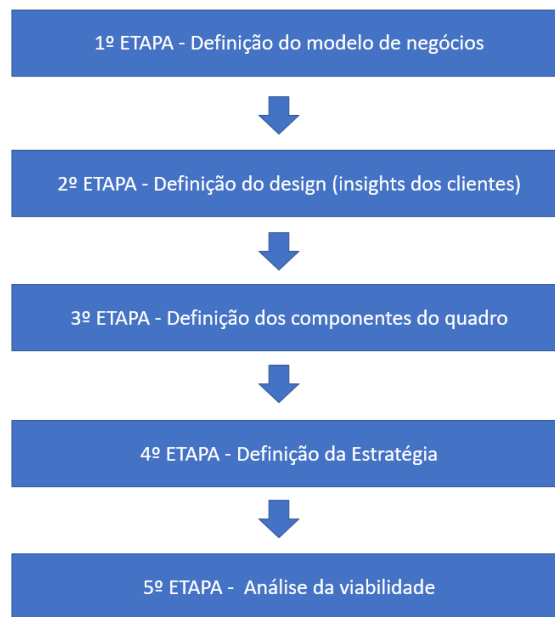 1º ETAPA - Definição do modelo de negócios
2º ETAPA - Definição do design (insights dos clientes)
3º ETAPA - Definição dos componentes do quadro
4º ETAPA - Definição da Estratégia
5º ETAPA -  Análise da viabilidade